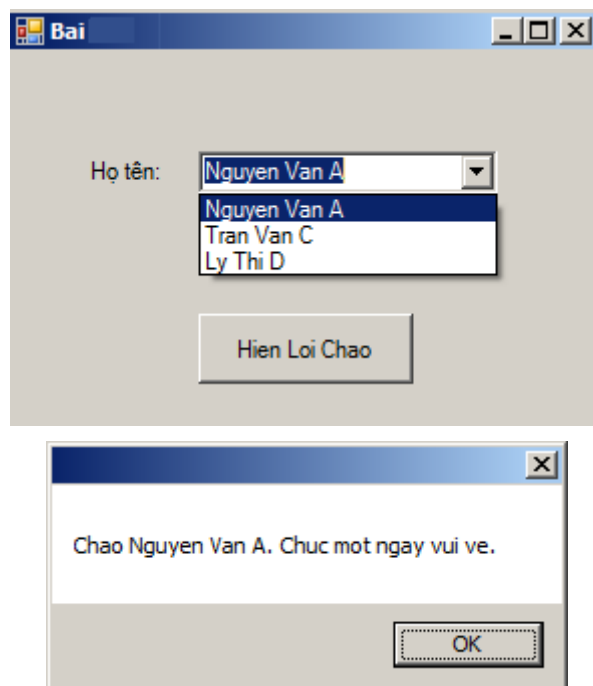 Bai
Họ tên: Nguyen Van A
Nguyen Van A
Tran Van C
Ly Thi D
Hien Loi Chao
Chao Nguyen Van A. Chuc mot ngay vui ve.
OK